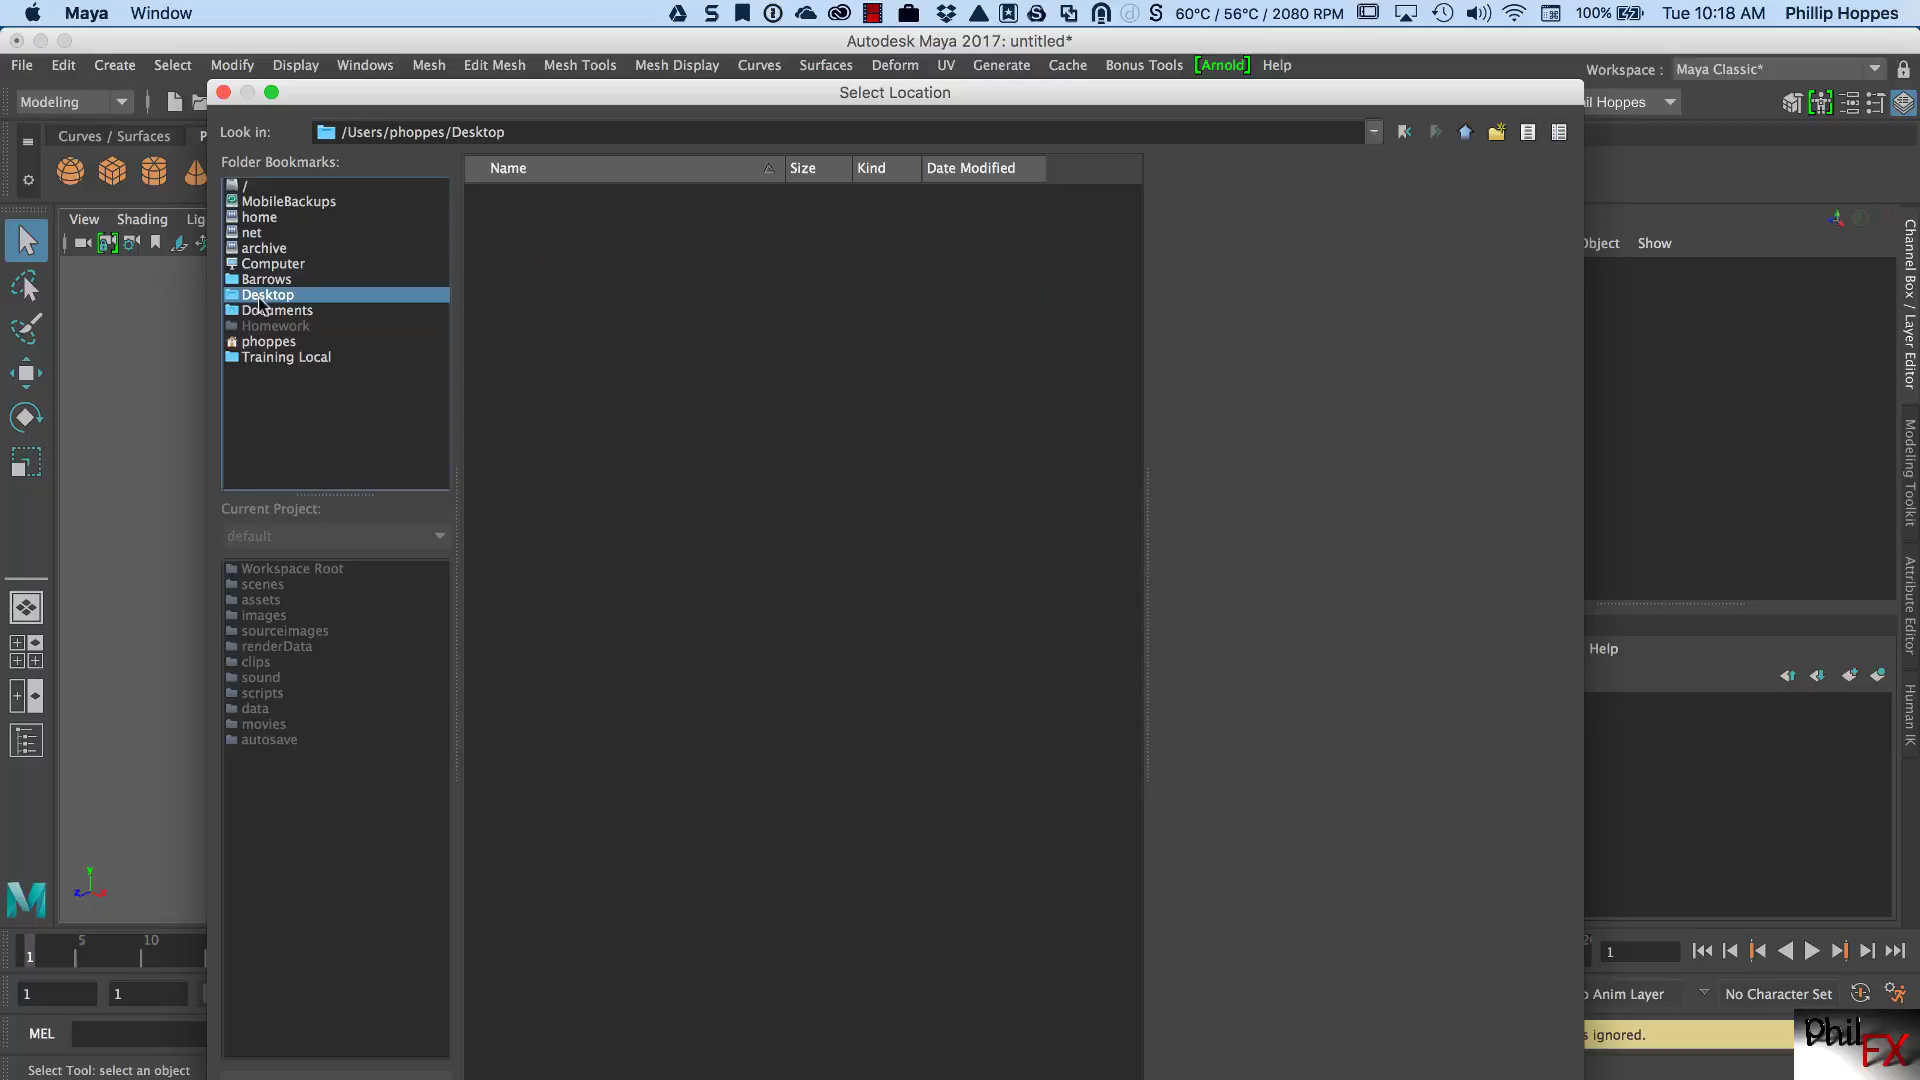 Maya Window 60°C / 56°C / 2080 RPM 100% Tue 10:18 AM Phillip Hoppes
Autodesk Maya 2017: untitled*
File Edit Create Select Modify Display Windows Mesh Edit Mesh Mesh Tools Mesh Display Curves Surfaces Deform UV Generate Cache Bonus Tools [Arnold] Help
Workspace : Maya Classic*
Select Location
Modeling
il Hoppes
Look in: /Users/phoppes/Desktop
Curves / Surfaces
Folder Bookmarks:
Name Size Kind Date Modified
/
MobileBackups
home
net
archive
Computer
Barrows
Desktop
Documents
Homework
phoppes
Training Local
View Shading Lig
bject Show
Channel Box / Layer Editor
Modeling Toolkit
Attribute Editor
Human IK
Current Project:
default
Workspace Root
scenes
assets
images
sourceimages
renderData
clips
sound
scripts
data
movies
autosave
Help
y
z
5 10
1
1
1 1
Anim Layer No Character Set
MEL
s ignored.
Phil
FX
Select Tool: select an object